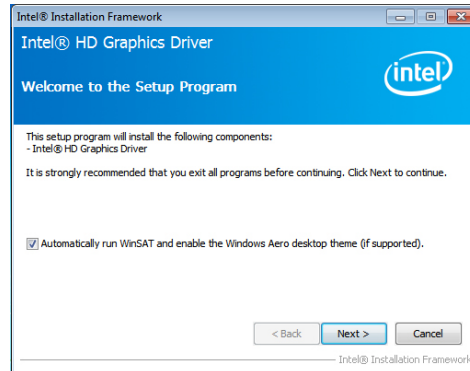 Intel® Installation Framework
Intel® HD Graphics Driver
Welcome to the Setup Program
intel
This setup program will install the following components:
- Intel® HD Graphics Driver
It is strongly recommended that you exit all programs before continuing. Click Next to continue.
Automatically run WinSAT and enable the Windows Aero desktop theme (if supported).
< Back Next > Cancel
Intel® Installation Framework